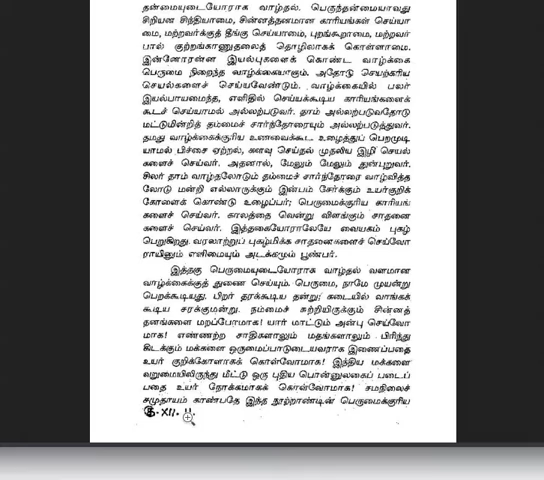 தன்மையுடையோராக வாழ்தல். பெருந்தன்மையாவது
சிறியன சிந்தியாமை, சின்னத்தனமான காரியங்கள் செய்யா
மை, மற்றவர்க்குத் தீங்கு செய்யாமை, புறங்கூறாமை, மற்றவர்
பால் குற்றங்காணுதலைத் தொழிலாகக் கொள்ளாமை.
இன்னோரன்ன இயல்புகளைக் கொண்ட வாழ்க்கை
பெருமை நிறைந்த வாழ்க்கையாகும். அதோடு செயற்கரிய
செயல்களைச் செய்யவேண்டும். வாழ்க்கையில் பலர்
இயல்பாயமைந்த, எளிதில் செய்யக்கூடிய காரியங்களைக்
கூடச் செய்யாமல் அல்லற்படுவர். தாம் அல்லற்படுவதோடு
மட்டுமின்றித் தம்மைச் சார்ந்தோரையும் அல்லற்படுத்துவர்.
தமது வாழ்க்கைக்குரிய உணவைக்கூட உழைத்துப் பெறமுடி
யாமல் பிச்சை ஏற்றல், களவு செய்தல் முதலிய இழி செயல்
களைச் செய்வர். அதனால், மேலும் மேலும் துன்புறுவர்.
சிலர் தாம் வாழ்தலோடும் தம்மைச் சார்ந்தோரை வாழ்வித்த
லோடு மன்றி எல்லாருக்கும் இன்பம் சேர்க்கும் உயர்குறிக்
கோளைக் கொண்டு உழைப்பர்; பெருமைக்குரிய காரியங்
களைச் செய்வர். காலத்தை வென்று விளங்கும் சாதனை
களைச் செய்வர். இத்தகையோராலேயே வையகம் புகழ்
பெறுகிறது. வரலாற்றுப் புகழ்மிக்க சாதனைகளைச் செய்வோ
ராயினும் எளிமையும் அடக்கமும் பூண்பர்.
இத்தகு பெருமையுடையோராக வாழ்தல் வளமான
வாழ்க்கைக்குத் துணை செய்யும். பெருமை, நாமே முயன்று
பெறக்கூடியது. பிறர் தரக்கூடிய தன்று; கடையில் வாங்கக்
கூடிய சரக்குமன்று. நம்மைச் சுற்றியிருக்கும் சின்னத்
தனங்களை மறப்போமாக! யார் மாட்டும் அன்பு செய்வோ
மாக! எண்ணற்ற சாதிகளாலும் மதங்களாலும் பிரிந்து
கிடக்கும் மக்களை ஒருமைப்பாடுடையவராக இணைப்பதை
உயர் குறிக்கோளாகக் கொள்வோமாக! இந்திய மக்களை
வறுமையிலிருந்து மீட்டு ஒரு புதிய பொன்னுலகைப் படைப்
பதை உயர் நோக்கமாகக் கொள்வோமாக! சமநிலைச்
சமுதாயம் காண்பதே இந்த நூற்றாண்டின் பெருமைக்குரிய
கு.XII. 11